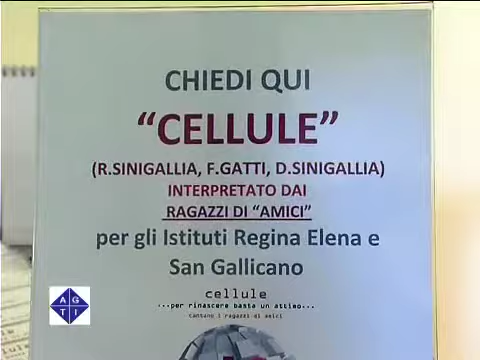 CHIEDI QUI
“CELLULE”
(R.SINIGALLIA, F.GATTI, D.SINIGALLIA)
INTERPRETATO DAI
RAGAZZI DI “AMICI”
per gli Istituti Regina Elena e
San Gallicano
cellule
...per rinascere basta un attimo...
cantano i ragazzi di amici
A G
T I